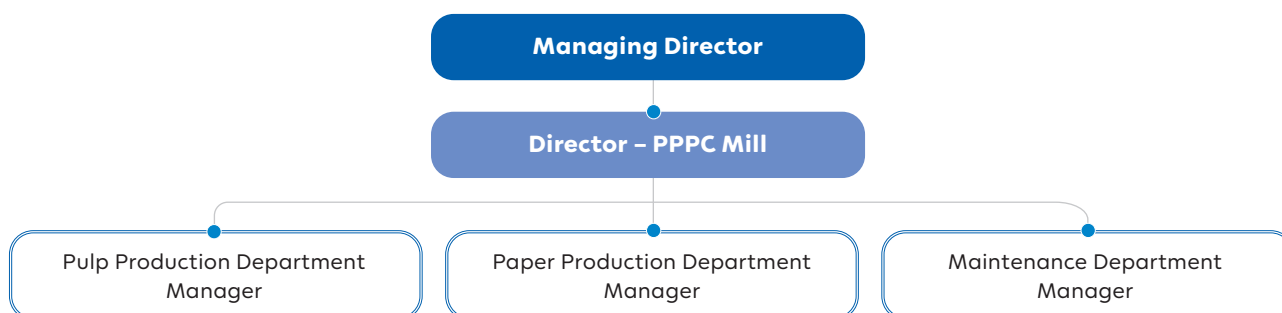 Managing Director
Director – PPPC Mill
Pulp Production Department
Manager
Paper Production Department
Manager
Maintenance Department
Manager